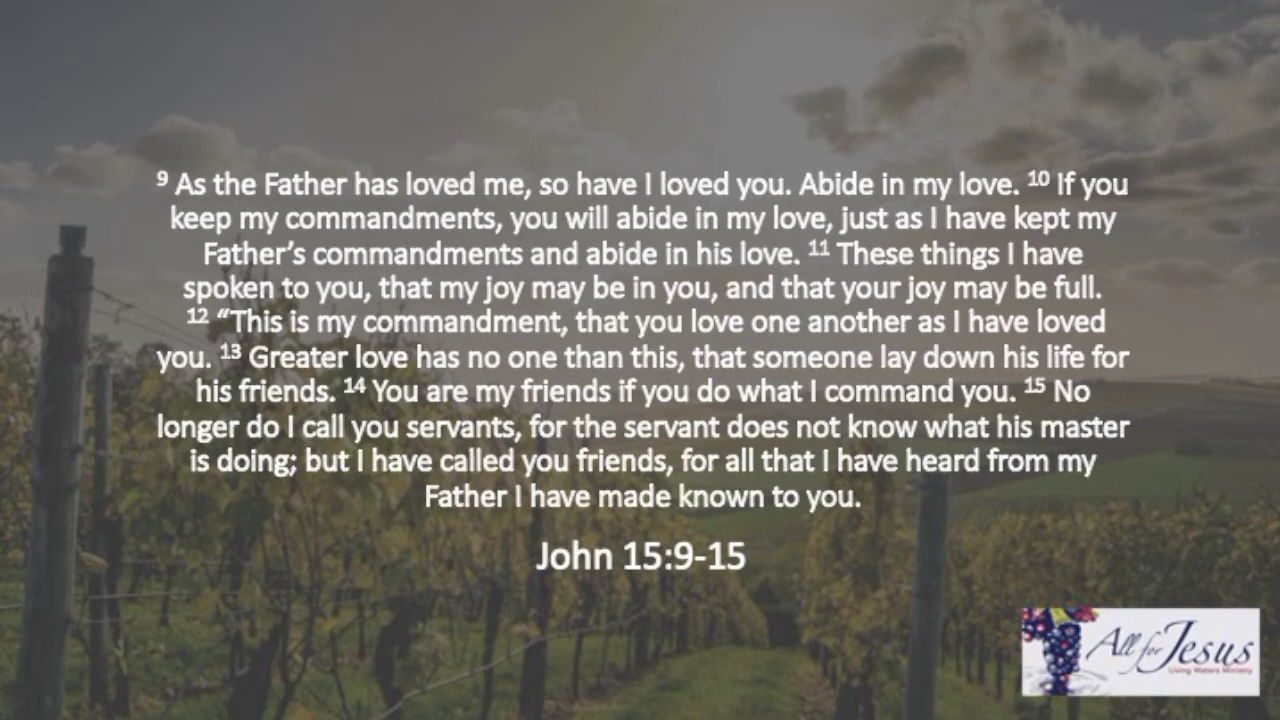 ⁹ As the Father has loved me, so have I loved you. Abide in my love. ¹⁰ If you
keep my commandments, you will abide in my love, just as I have kept my
Father’s commandments and abide in his love. ¹¹ These things I have
spoken to you, that my joy may be in you, and that your joy may be full.
¹² “This is my commandment, that you love one another as I have loved
you. ¹³ Greater love has no one than this, that someone lay down his life for
his friends. ¹⁴ You are my friends if you do what I command you. ¹⁵ No
longer do I call you servants, for the servant does not know what his master
is doing; but I have called you friends, for all that I have heard from my
Father I have made known to you.
John 15:9-15
All for Jesus
Living Waters Ministry